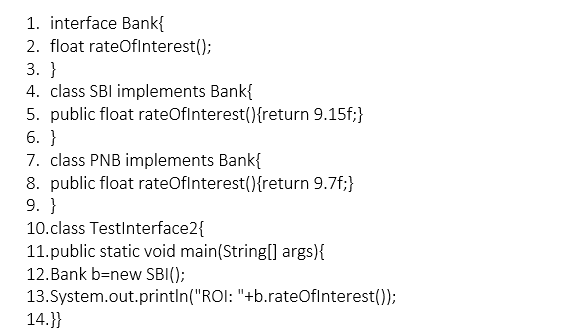 1. interface Bank{
2. float rateOfInterest();
3. }
4. class SBI implements Bank{
5. public float rateOfInterest(){return 9.15f;}
6. }
7. class PNB implements Bank{
8. public float rateOfInterest(){return 9.7f;}
9. }
10.class TestInterface2{
11.public static void main(String[] args){
12.Bank b=new SBI();
13.System.out.println("ROI: "+b.rateOfInterest());
14.}}